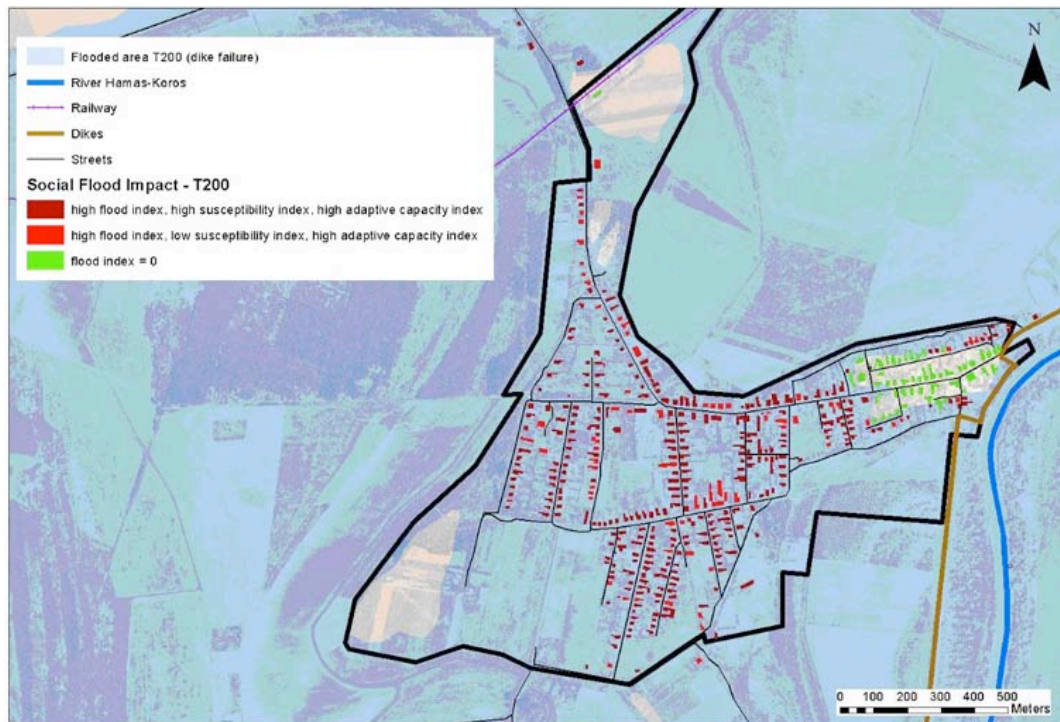 N
Flooded area T200 (dike failure)
River Hamas-Koros
Railway
Dikes
Streets
Social Flood Impact - T200
high flood index, high susceptibility index, high adaptive capacity index
high flood index, low susceptibility index, high adaptive capacity index
flood index = 0
0 100 200 300 400 500
Meters